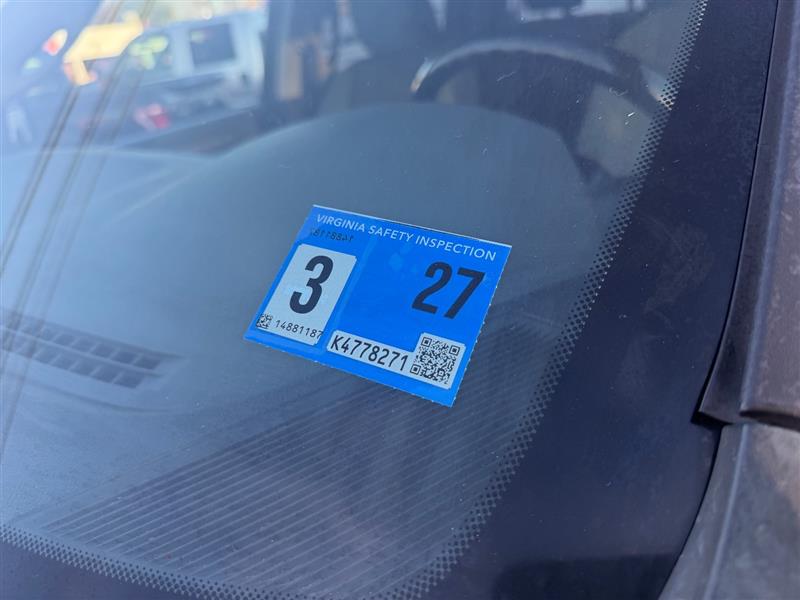 VIRGINIA SAFETY INSPECTION
3
27
14881187
K4778271